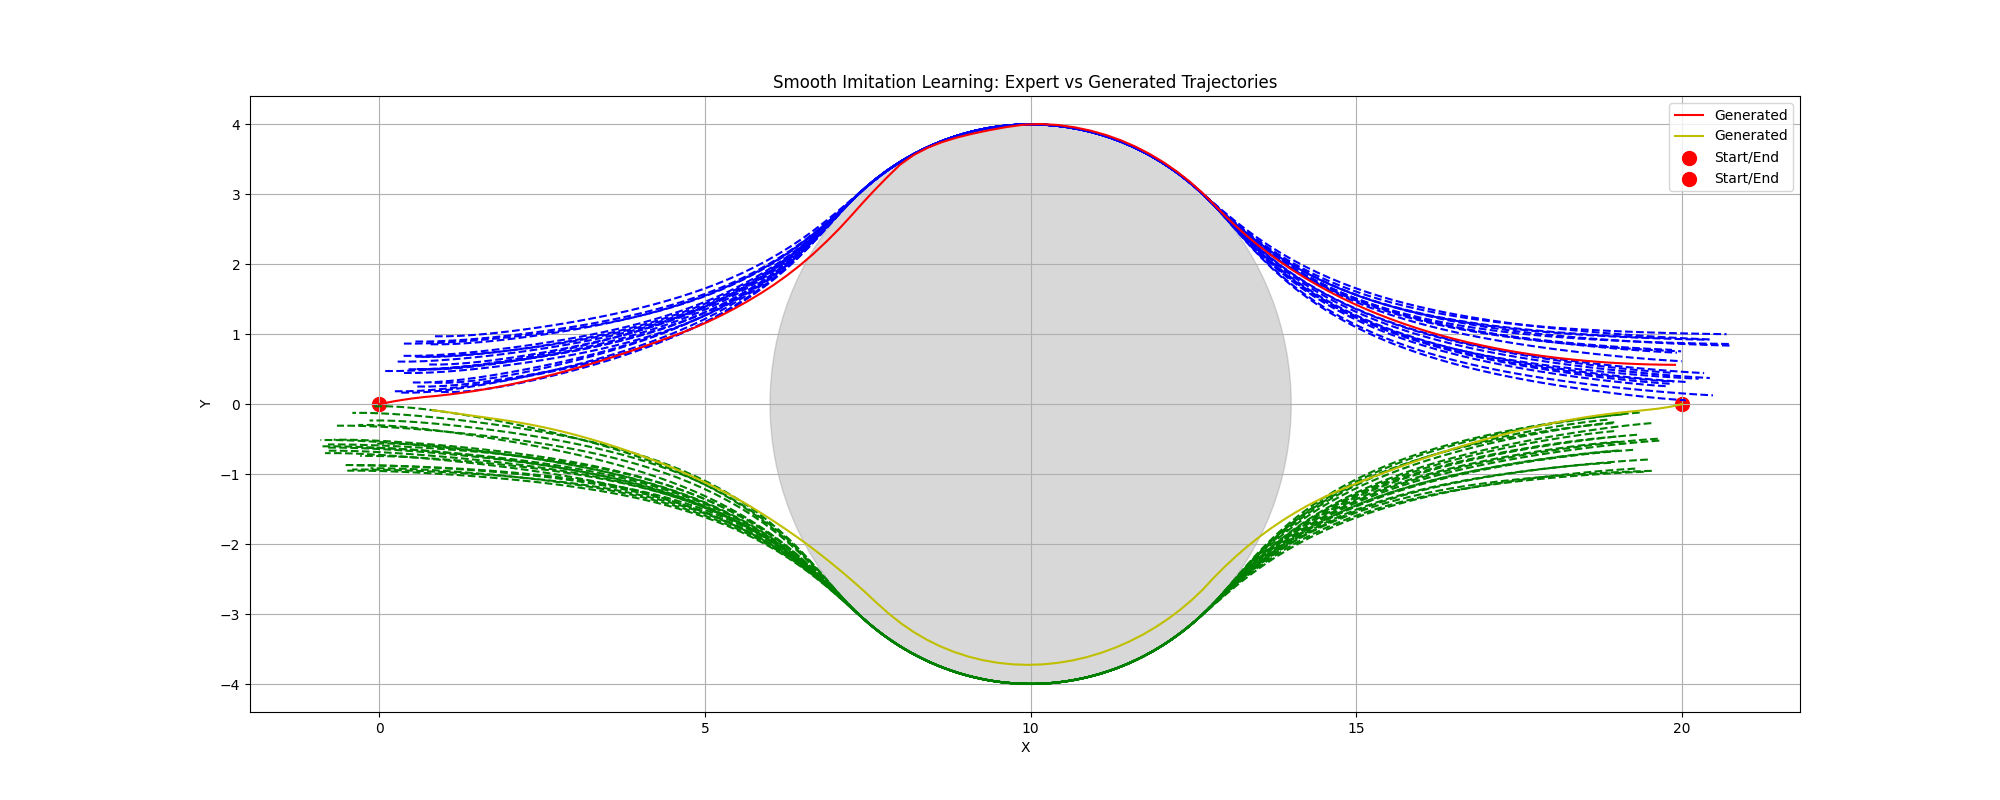 Smooth Imitation Learning: Expert vs Generated Trajectories
Generated
Generated
Start/End
Start/End
4
3
2
1
0
−1
−2
−3
−4
Y
0 5 10 15 20
X